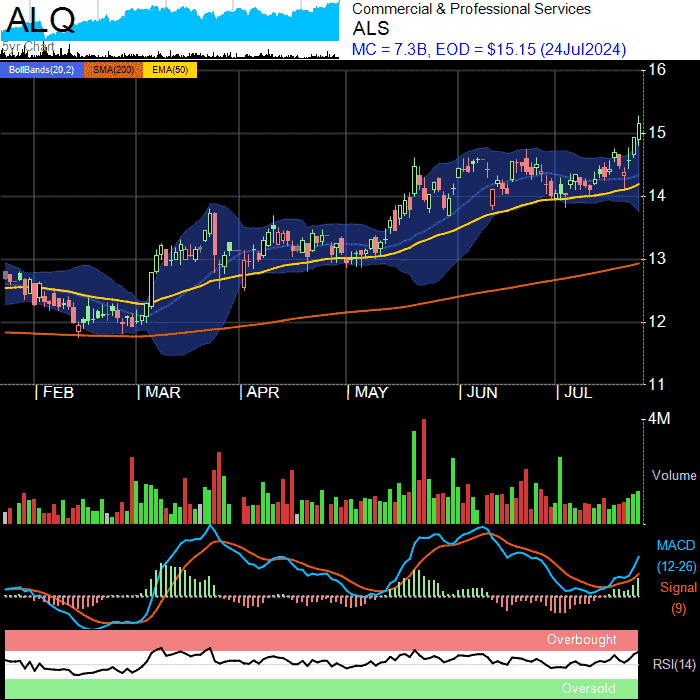 ALQ
5yr Chart
Commercial & Professional Services
ALS
MC = 7.3B, EOD = $15.15 (24Jul2024)
BollBands(20,2) SMA(200) EMA(50)
16
15
14
13
12
11
FEB MAR APR MAY JUN JUL
4M
Volume
MACD
(12-26)
Signal
(9)
Overbought
RSI(14)
Oversold